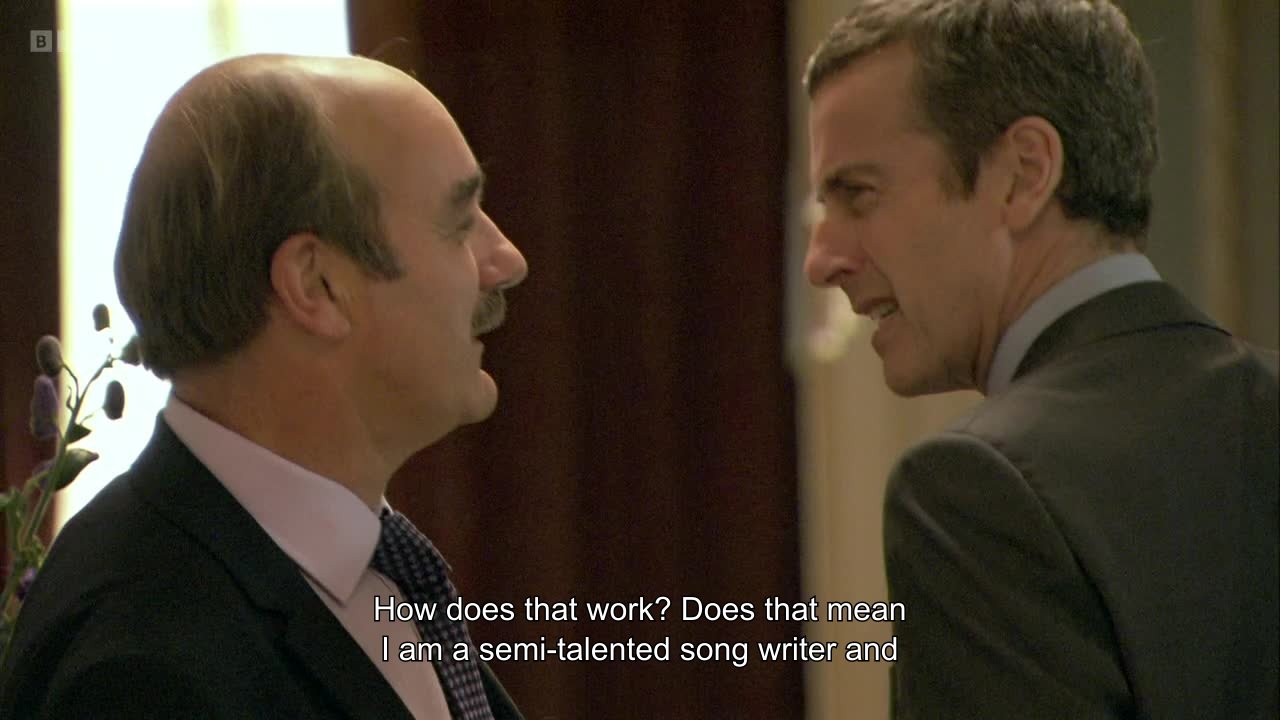 B
How does that work? Does that mean
I am a semi-talented song writer and